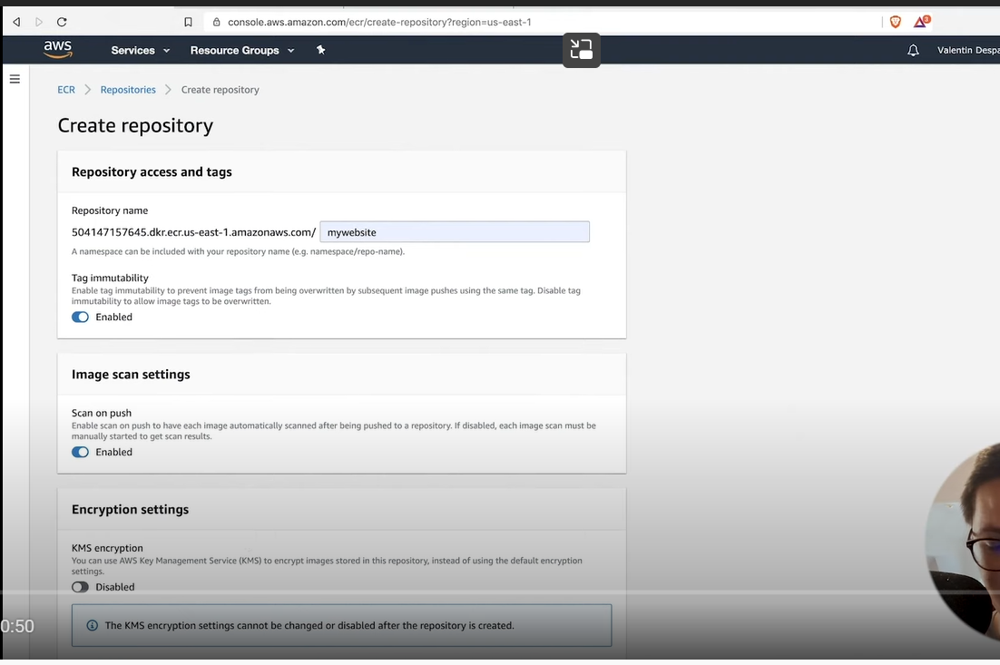 console.aws.amazon.com/ecr/create-repository?region=us-east-1
3
aws
Services
Resource Groups
Valentin Despa
ECR
Repositories
Create repository
Create repository
Repository access and tags
Repository name
504147157645.dkr.ecr.us-east-1.amazonaws.com/
mywebsite
A namespace can be included with your repository name (e.g. namespace/repo-name).
Tag immutability
Enable tag immutability to prevent image tags from being overwritten by subsequent image pushes using the same tag. Disable tag
immutability to allow image tags to be overwritten.
Enabled
Image scan settings
Scan on push
Enable scan on push to have each image automatically scanned after being pushed to a repository. If disabled, each image scan must be
manually started to get scan results.
Enabled
Encryption settings
KMS encryption
You can use AWS Key Management Service (KMS) to encrypt images stored in this repository, instead of using the default encryption
settings.
Disabled
0:50
The KMS encryption settings cannot be changed or disabled after the repository is created.